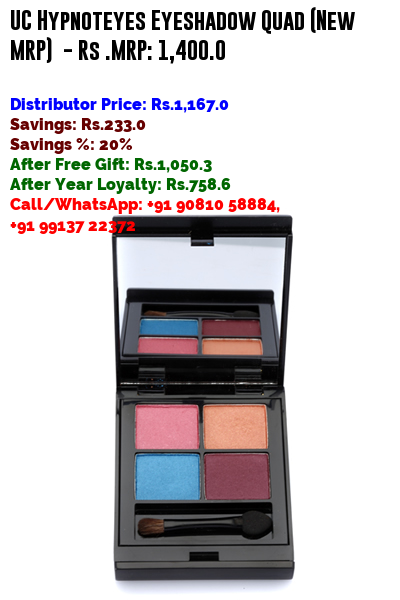 UC Hypnoteyes Eyeshadow Quad (New
MRP) - Rs .MRP: 1,400.0
Distributor Price: Rs.1,167.0
Savings: Rs.233.0
Savings %: 20%
After Free Gift: Rs.1,050.3
After Year Loyalty: Rs.758.6
Call/WhatsApp: +91 90810 58884,
+91 99137 22372